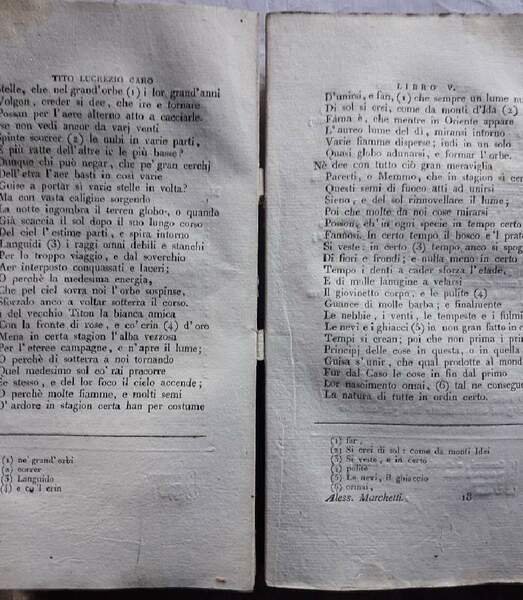 TITO LUCREZIO CARO
stelle, che nel grand'orbe (1) i lor grand'anni
Volgon, creder si dee, che ire e tornare
Possan per l'aere alterno atto a cacciarle.
se non vedi ancor da varj venti
Spinte scorrer (2) le nubi in varie parti,
E più ratte dell'altre ir le più basse?
Dunque chi può negar, che pe' gran cerchj
Dell'etra l'aer basti in così varie
Guise a portar sì varie stelle in volta?
Ma con vasta caligine sorgendo
La notte ingombra il terren globo, o quando
Già scaccia il sol dopo il suo lungo corso
Del ciel l'estime parti, e spira intorno
Languidi (3) i raggi omni debili e stanchi
Per lo troppo viaggio, e dal soverchio
Aer interposto conquassati e laceri;
O perchè la medesima energia,
Che pel ciel sovra noi l'orbe sospinse,
Sforzalo anco a voltar sotterra il corso.
del vecchio Titon la bianca amica
Con la fronte di rose, e co' crin (4) d'oro
Mena in certa stagion l'alba vezzosa
Per l'eteree campagne, e n'apre il lume;
O perchè di sotterra a noi tornando
Quel medesimo sol co' rai precorre
Se stesso, e del lor foco il cielo accende;
O perchè molte fiamme, e molti semi
D'ardore in stagion certa han per costume
(1) ne' grand'orbi
(2) correr
(3) Languido
(4) e co' l crin
LIBRO V.
D'unirsi, e fan, (1) che sempre un lume nu
Di sol si crei, come da monti d'Ida (2)
Fama è, che mentre in Oriente appare
L'aureo lume del dì, mirarsi intorno
Varie fiamme disperse; indi in un solo
Quasi globo adunarsi, e formar l'orbe.
Nè dee con tutto ciò gran meraviglia
Parerti, o Memmo, che in stagion sì ce
Questi semi di fuoco atti ad unirsi
Sieno, e del sol rinnovellare il lume;
Poi che molte da noi cose mirarsi
Posson, ch'in ogni specie in tempo certo
Fannosi. In certo tempo il bosco e 'l prat
Si veste: in certo (3) tempo anco si spog
Di fiori e frondi: e nulla meno in certo
Tempo i denti a cader sforza l'etade,
E di molle lanugine a velarsi
Il giovinetto corpo, e le pulite (4)
Guance di molle barba; e finalmente
Le nebbie, i venti, le tempeste e i fulmi
Le nevi e i ghiacci (5) in non gran fatto in c
Tempi si crean; poi che non prima i prim
Principj delle cose in questa, o in quella
Guisa s'unir, che qual prodotte al mond
Fur dal Caso le cose in fin dal primo
Lor nascimento omai, (6) tal ne consegu
La natura di tutte in ordin certo.
(1) far,
(2) Si crei di sol: come da monti Idei
(3) Si veste, e in certo
(4) polite
(5) Le nevi, il ghiaccio
(6) ormai,
Aless. Marchetti. 18